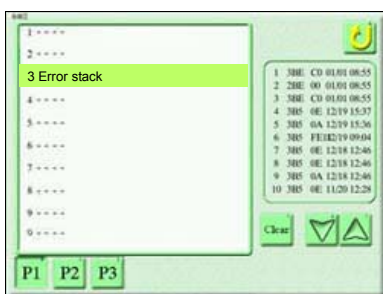 1 ----
2 ----
3 Error stack
4 ----
5 ----
6 ----
7 ----
8 ----
9 ----
0 ----
1 3BE C0 01/01 08:55
2 2BE 00 01/01 08:55
3 3BE C0 01/01 08:55
4 3B5 0E 12/19 15:37
5 3B5 0A 12/19 15:36
6 3B5 12/19 09:04
7 3B5 0E 12/18 12:46
8 3B5 0E 12/18 12:46
9 3B5 0A 12/18 12:46
10 3B5 0E 11/20 12:28
Clear
P1 P2 P3